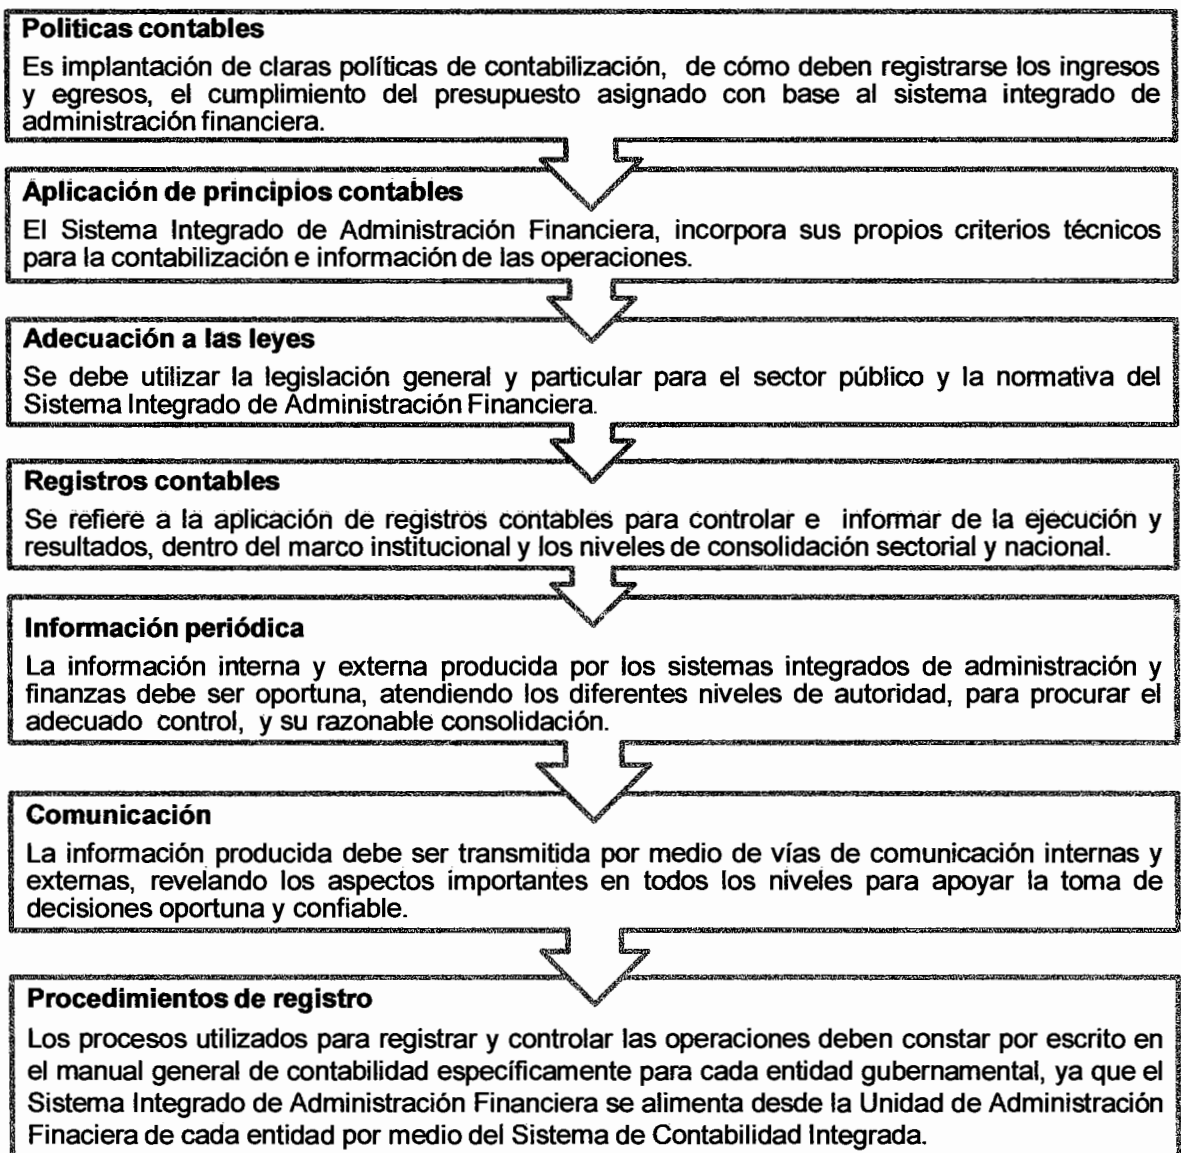 Politicas contables
Es implantación de claras políticas de contabilización, de cómo deben registrarse los ingresos
y egresos, el cumplimiento del presupuesto asignado con base al sistema integrado de
administración financiera.
Aplicación de principios contables
El Sistema Integrado de Administración Financiera, incorpora sus propios criterios técnicos
para la contabilización e información de las operaciones.
Adecuación a las leyes
Se debe utilizar la legislación general y particular para el sector público y la normativa del
Sistema Integrado de Administración Financiera.
Registros contables
Se refiere a la aplicación de registros contables para controlar e informar de la ejecución y
resultados, dentro del marco institucional y los niveles de consolidación sectorial y nacional.
Información periódica
La información interna y externa producida por los sistemas integrados de administración y
finanzas debe ser oportuna, atendiendo los diferentes niveles de autoridad, para procurar el
adecuado control, y su razonable consolidación.
Comunicación
La información producida debe ser transmitida por medio de vías de comunicación internas y
externas, revelando los aspectos importantes en todos los niveles para apoyar la toma de
decisiones oportuna y confiable.
Procedimientos de registro
Los procesos utilizados para registrar y controlar las operaciones deben constar por escrito en
el manual general de contabilidad específicamente para cada entidad gubernamental, ya que el
Sistema Integrado de Administración Financiera se alimenta desde la Unidad de Administración
Finaciera de cada entidad por medio del Sistema de Contabilidad Integrada.